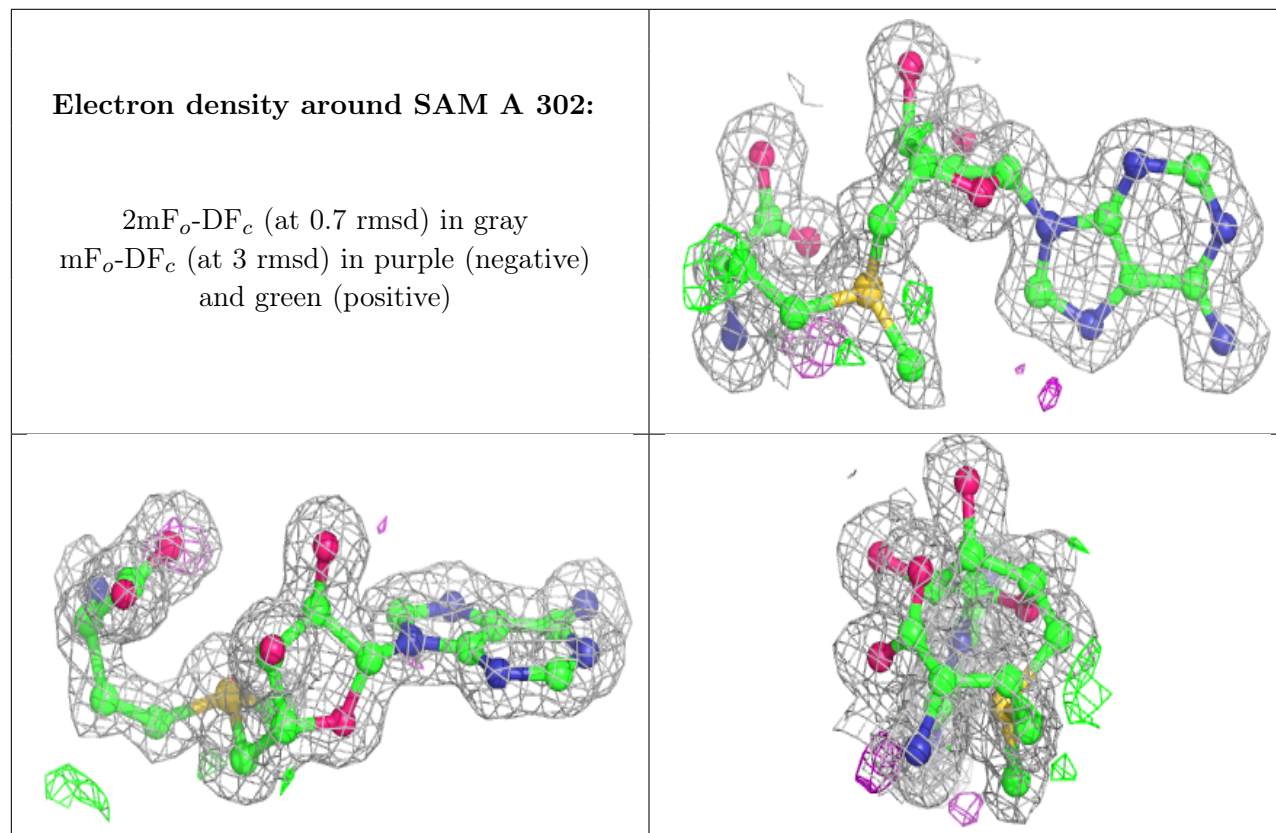 Electron density around SAM A 302:
2mFₒ-DF𝒸 (at 0.7 rmsd) in gray
mFₒ-DF𝒸 (at 3 rmsd) in purple (negative)
and green (positive)